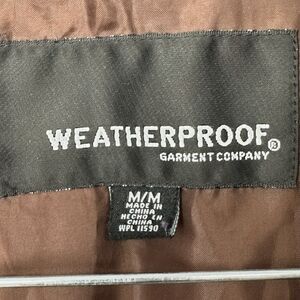 WEATHERPROOF®
GARMENT COMPANY
M/M
MADE IN
CHINA
HECHO EN
CHINA
WPL 11590